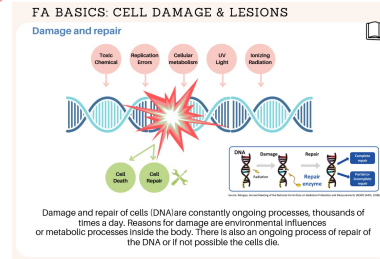 FA BASICS: CELL DAMAGE & LESIONS
Damage and repair
Toxic Chemical
Replication Errors
Cellular metabolism
UV Light
Ionizing Radiation
Cell Death
Cell Repair
DNA
Damage
Repair
Radiation
Repair enzyme
Complete repair
incomplete repair
Damage and repair of cells (DNA)are constantly ongoing processes, thousands of
times a day. Reasons for damage are environmental influences
or metabolic processes inside the body. There is also an ongoing process of repair of
the DNA or if not possible the cells die.